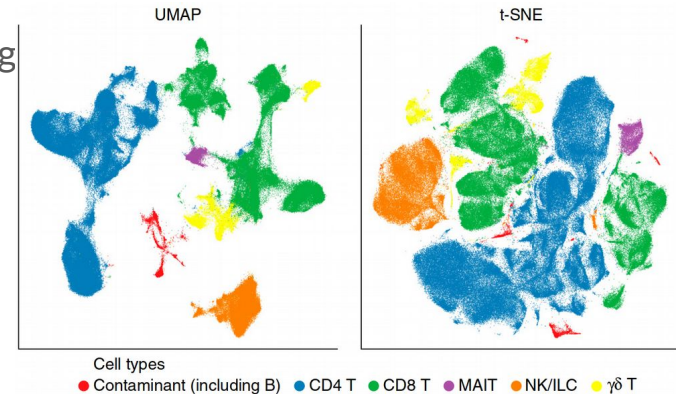 UMAP
t-SNE
g
Cell types
Contaminant (including B) CD4 T CD8 T MAIT NK/ILC γδ T